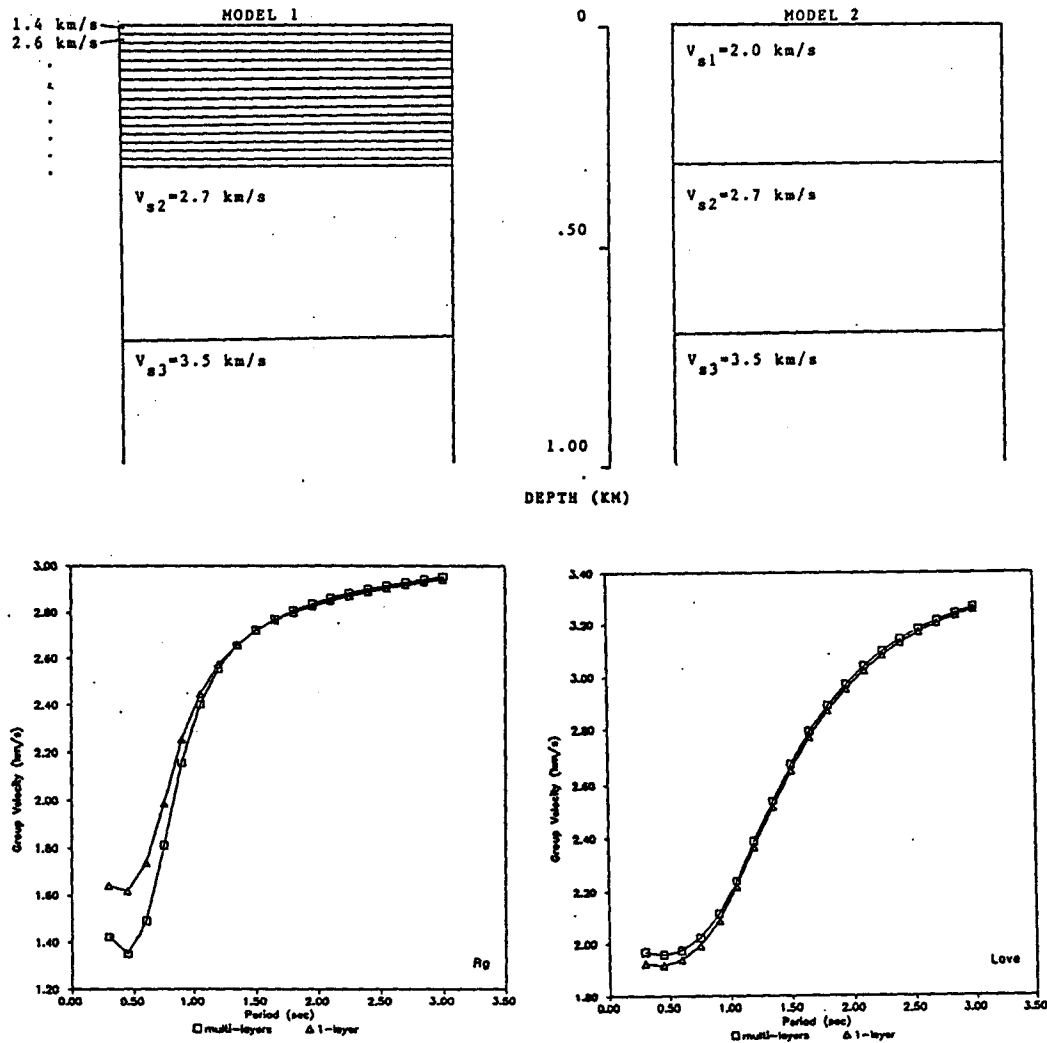 MODEL 1
1.4 km/s
2.6 km/s
Vs2=2.7 km/s
Vs3=3.5 km/s
0
.50
1.00
DEPTH (KM)
MODEL 2
Vs1=2.0 km/s
Vs2=2.7 km/s
Vs3=3.5 km/s
3.00
2.80
2.60
2.40
2.20
2.00
1.80
1.60
1.40
1.20
Group Velocity (km/s)
Rg
0.00 0.50 1.00 1.50 2.00 2.50 3.00 3.50
Period (sec)
multi-layers 1-layer
3.40
3.20
3.00
2.80
2.60
2.40
2.20
2.00
1.80
Group Velocity (km/s)
Love
0.00 0.50 1.00 1.50 2.00 2.50 3.00 3.50
Period (sec)
multi-layers 1-layer